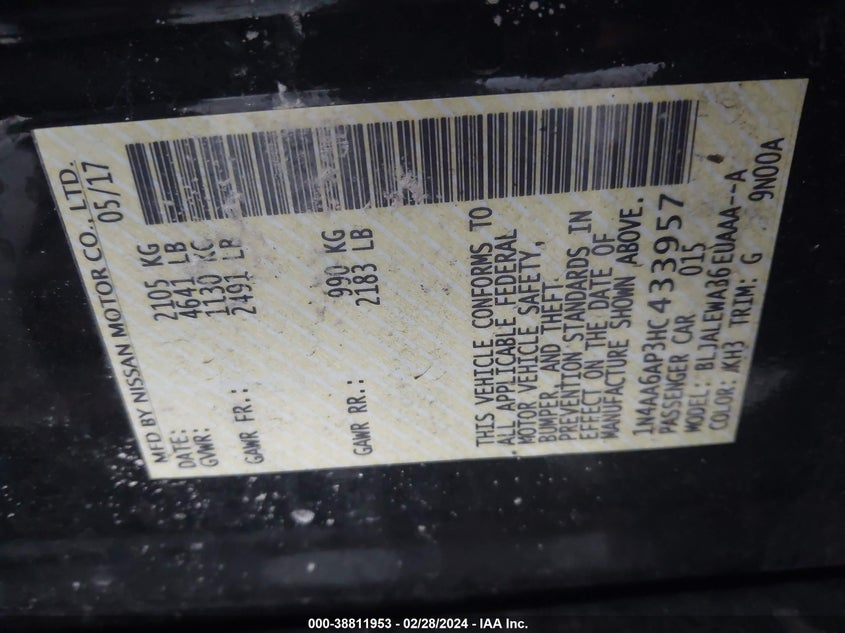 MFD BY NISSAN MOTOR CO., LTD.
DATE: 05/17
GVWR: 2105 KG
4641 LB
GAWR FR.: 1130 KG
2491 LB
GAWR RR.: 990 KG
2183 LB
THIS VEHICLE CONFORMS TO
ALL APPLICABLE FEDERAL
MOTOR VEHICLE SAFETY,
BUMPER, AND THEFT
PREVENTION STANDARDS IN
EFFECT ON THE DATE OF
MANUFACTURE SHOWN ABOVE.
1N4AA6AP3HC433957
PASSENGER CAR 015
MODEL: BLJALEWA36EUAAA--A
COLOR: KH3 TRIM: G 9N00A
000-38811953 - 02/28/2024 - IAA Inc.